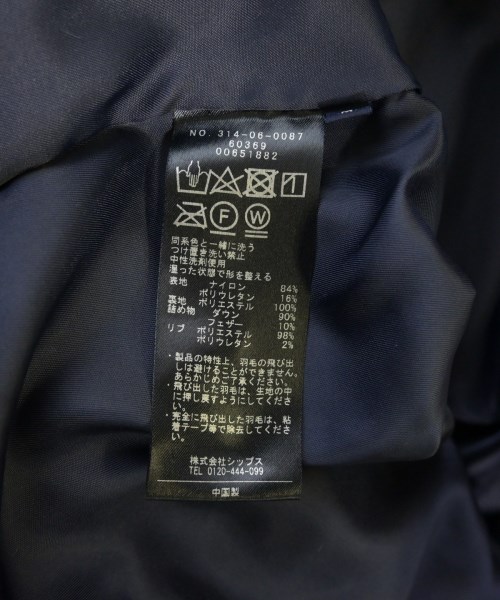 NO. 314-06-0087
60369
00651882
F W
同系色と一緒に洗う
つけ置き洗い禁止
中性洗剤使用
湿った状態で形を整える
表地 ナイロン 84%
ポリウレタン 16%
裏地 ポリエステル 100%
詰め物 ダウン 90%
フェザー 10%
リブ ポリエステル 98%
ポリウレタン 2%
・製品の特性上、羽毛の飛び出
しは避けることができません。
あらかじめご了承ください。
・飛び出した羽毛は、生地の中
に押し戻すようにしてくださ
い。
・完全に飛び出した羽毛は、粘
着テープ等で除去してくださ
い。
株式会社シップス
TEL 0120-444-099
中国製